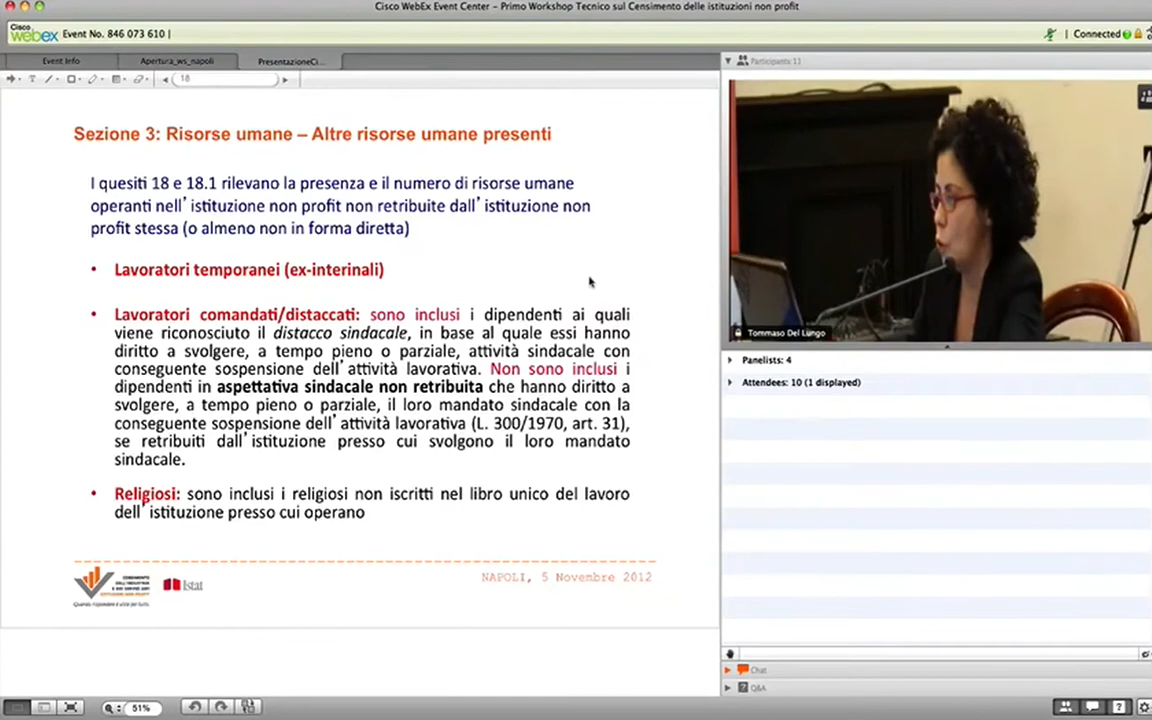 Cisco WebEx Event Center – Primo Workshop Tecnico sul Censimento delle istituzioni non profit
Cisco
webex Event No. 846 073 610 |
| Connected
Event Info
Apertura_ws_napoli
PresentazioneCi...
18
Participants: 11
Sezione 3: Risorse umane – Altre risorse umane presenti
I quesiti 18 e 18.1 rilevano la presenza e il numero di risorse umane
operanti nell'istituzione non profit non retribuite dall'istituzione non
profit stessa (o almeno non in forma diretta)
• Lavoratori temporanei (ex-interinali)
• Lavoratori comandati/distaccati: sono inclusi i dipendenti ai quali
viene riconosciuto il distacco sindacale, in base al quale essi hanno
diritto a svolgere, a tempo pieno o parziale, attività sindacale con
conseguente sospensione dell'attività lavorativa. Non sono inclusi i
dipendenti in aspettativa sindacale non retribuita che hanno diritto a
svolgere, a tempo pieno o parziale, il loro mandato sindacale con la
conseguente sospensione dell'attività lavorativa (L. 300/1970, art. 31),
se retribuiti dall'istituzione presso cui svolgono il loro mandato
sindacale.
• Religiosi: sono inclusi i religiosi non iscritti nel libro unico del lavoro
dell'istituzione presso cui operano
Istat
NAPOLI, 5 Novembre 2012
Tommaso Del Lungo
Panelists: 4
Attendees: 10 (1 displayed)
Chat
Q&A
51%